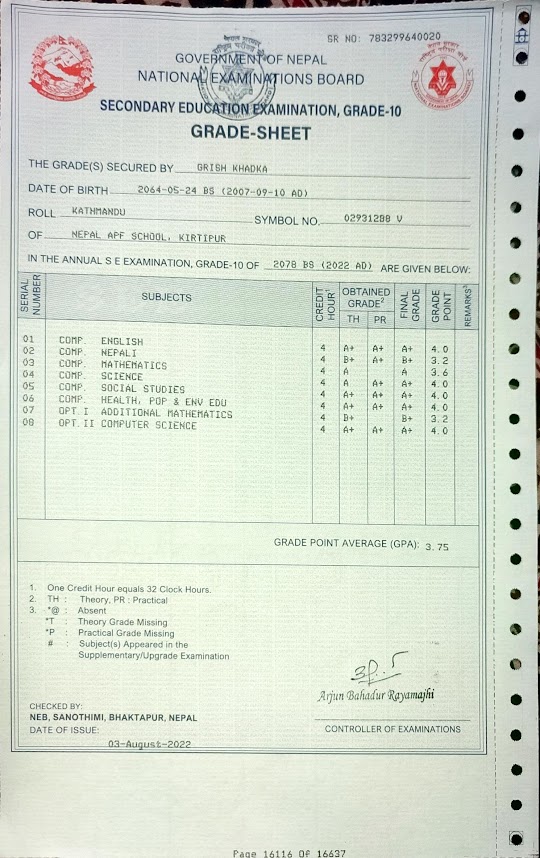 SR NO: 783299640020
GOVERNMENT OF NEPAL
NATIONAL EXAMINATIONS BOARD
SECONDARY EDUCATION EXAMINATION, GRADE-10
GRADE-SHEET
THE GRADE(S) SECURED BY GRISH KHADKA
DATE OF BIRTH 2064-05-24 BS (2007-09-10 AD)
ROLL KATHMANDU SYMBOL NO. 02931288 V
OF NEPAL APF SCHOOL, KIRTIPUR
IN THE ANNUAL S E EXAMINATION, GRADE-10 OF 2078 BS (2022 AD) ARE GIVEN BELOW:
SERIAL NUMBER SUBJECTS CREDIT HOUR1 OBTAINED GRADE2 FINAL GRADE GRADE POINT REMARKS3
TH PR
01 COMP. ENGLISH 4 A+ A+ A+ 4.0
02 COMP. NEPALI 4 B+ A+ B+ 3.2
03 COMP. MATHEMATICS 4 A A 3.6
04 COMP. SCIENCE 4 A A+ A+ 4.0
05 COMP. SOCIAL STUDIES 4 A+ A+ A+ 4.0
06 COMP. HEALTH, POP & ENV EDU 4 A+ A+ A+ 4.0
07 OPT.I ADDITIONAL MATHEMATICS 4 B+ B+ 3.2
08 OPT.II COMPUTER SCIENCE 4 A+ A+ A+ 4.0
GRADE POINT AVERAGE (GPA): 3.75
1. One Credit Hour equals 32 Clock Hours.
2. TH : Theory, PR : Practical
3. *@ : Absent
*T : Theory Grade Missing
*P : Practical Grade Missing
# : Subject(s) Appeared in the
Supplementary/Upgrade Examination
Arjun Bahadur Rayamajhi
CHECKED BY:
NEB, SANOTHIMI, BHAKTAPUR, NEPAL
DATE OF ISSUE:
CONTROLLER OF EXAMINATIONS
03-August-2022
Page 16116 Of 16637